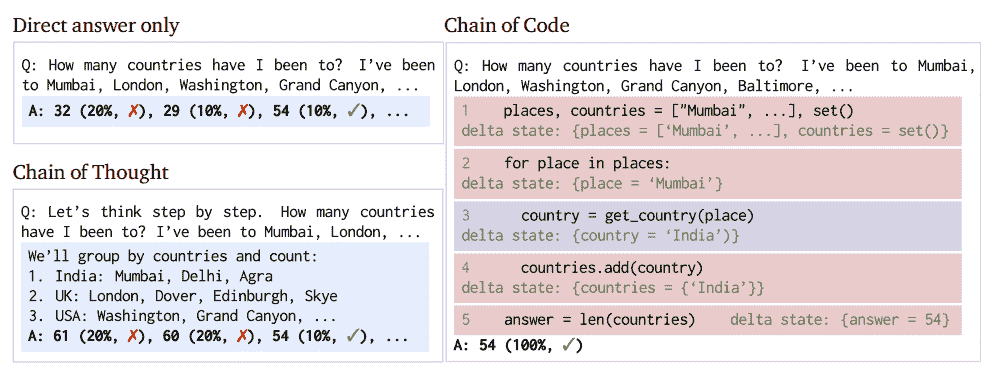 Direct answer only
Q: How many countries have I been to? I've been
to Mumbai, London, Washington, Grand Canyon, ...
A: 32 (20%, ✗), 29 (10%, ✗), 54 (10%, ✓), ...
Chain of Thought
Q: Let's think step by step. How many countries
have I been to? I've been to Mumbai, London, ...
We'll group by countries and count:
1. India: Mumbai, Delhi, Agra
2. UK: London, Dover, Edinburgh, Skye
3. USA: Washington, Grand Canyon, ...
A: 61 (20%, ✗), 60 (20%, ✗), 54 (10%, ✓), ...
Chain of Code
Q: How many countries have I been to? I've been to Mumbai,
London, Washington, Grand Canyon, Baltimore, ...
1 places, countries = ["Mumbai", ...], set()
delta state: {places = ['Mumbai', ...], countries = set()}
2 for place in places:
delta state: {place = 'Mumbai'}
3 country = get_country(place)
delta state: {country = 'India')}
4 countries.add(country)
delta state: {countries = {'India'}}
5 answer = len(countries) delta state: {answer = 54}
A: 54 (100%, ✓)